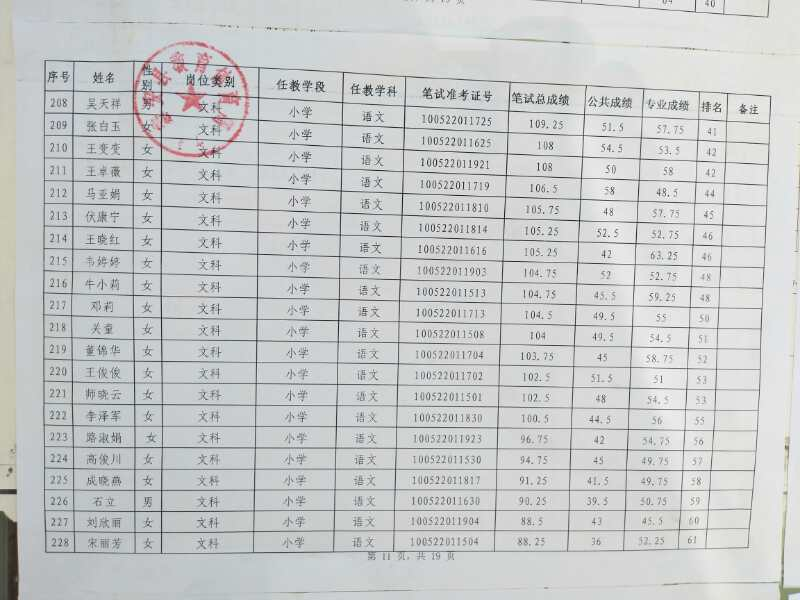 序号 姓名 性别 岗位类别 任教学段 任教学科 笔试准考证号 笔试总成绩 公共成绩 专业成绩 排名 备注
208 吴天祥 男 文科 小学 语文 100522011725 109.25 51.5 57.75 41
209 张白玉 女 文科 小学 语文 100522011625 108 54.5 53.5 42
210 王变变 女 文科 小学 语文 100522011921 108 50 58 42
211 王卓薇 女 文科 小学 语文 100522011719 106.5 58 48.5 44
212 马亚娟 女 文科 小学 语文 100522011810 105.75 48 57.75 45
213 伏康宁 女 文科 小学 语文 100522011814 105.25 52.5 52.75 46
214 王晓红 女 文科 小学 语文 100522011616 105.25 42 63.25 46
215 韦婷婷 女 文科 小学 语文 100522011903 104.75 52 52.75 48
216 牛小莉 女 文科 小学 语文 100522011513 104.75 45.5 59.25 48
217 邓莉 女 文科 小学 语文 100522011713 104.5 49.5 55 50
218 关童 女 文科 小学 语文 100522011508 104 49.5 54.5 51
219 董锦华 女 文科 小学 语文 100522011704 103.75 45 58.75 52
220 王俊俊 女 文科 小学 语文 100522011702 102.5 51.5 51 53
221 师晓云 女 文科 小学 语文 100522011501 102.5 48 54.5 53
222 李泽军 女 文科 小学 语文 100522011830 100.5 44.5 56 55
223 路淑娟 女 文科 小学 语文 100522011923 96.75 42 54.75 56
224 高俊川 女 文科 小学 语文 100522011530 94.75 45 49.75 57
225 成晓燕 女 文科 小学 语文 100522011817 91.25 41.5 49.75 58
226 石立 男 文科 小学 语文 100522011630 90.25 39.5 50.75 59
227 刘欣丽 女 文科 小学 语文 100522011904 88.5 43 45.5 60
228 宋丽芳 女 文科 小学 语文 100522011504 88.25 36 52.25 61
第 11 页，共 19 页